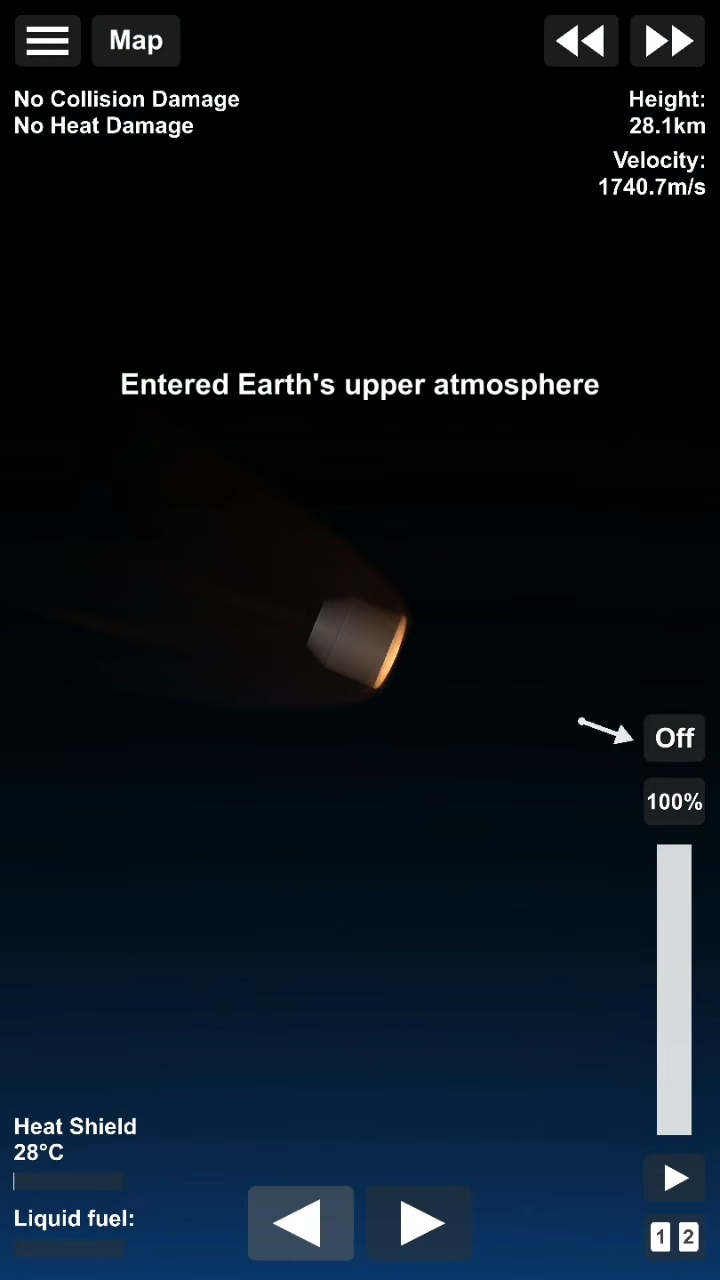 Map
No Collision Damage
No Heat Damage
Height:
28.1km
Velocity:
1740.7m/s
Entered Earth's upper atmosphere
Off
100%
Heat Shield
28°C
Liquid fuel:
1 2